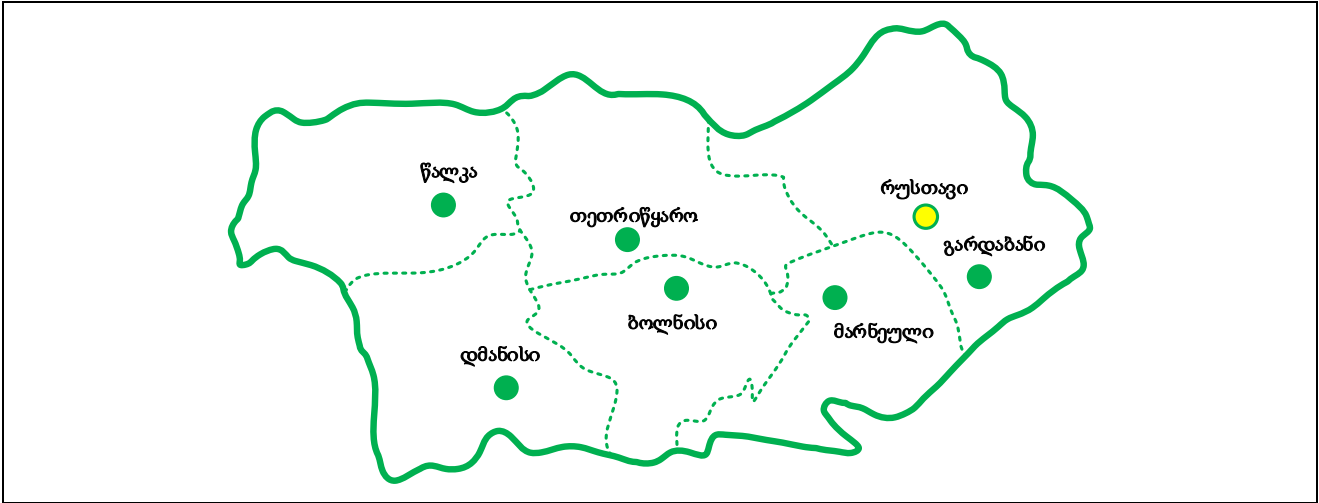 წალკა
რუსთავი
თეთრიწყარო
გარდაბანი
ბოლნისი
მარნეული
დმანისი